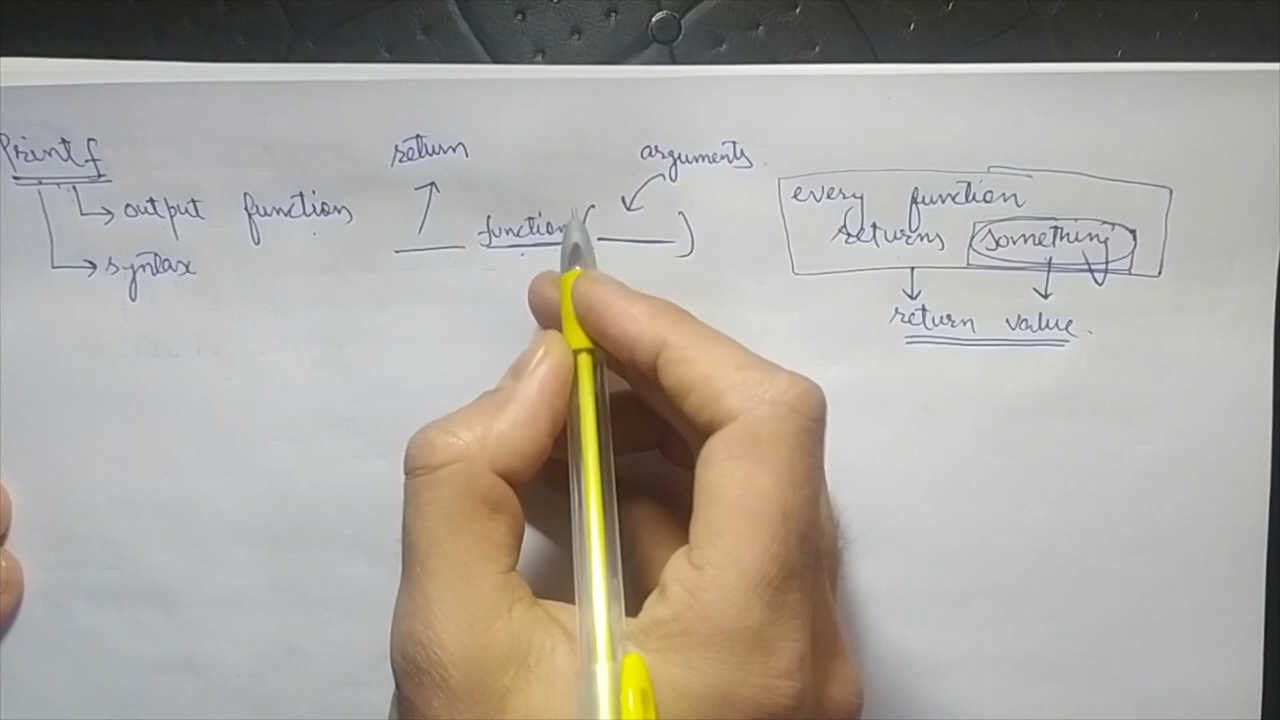 Printf
output function
syntax
return
arguments.
function(
)
every function
returns something
return value.